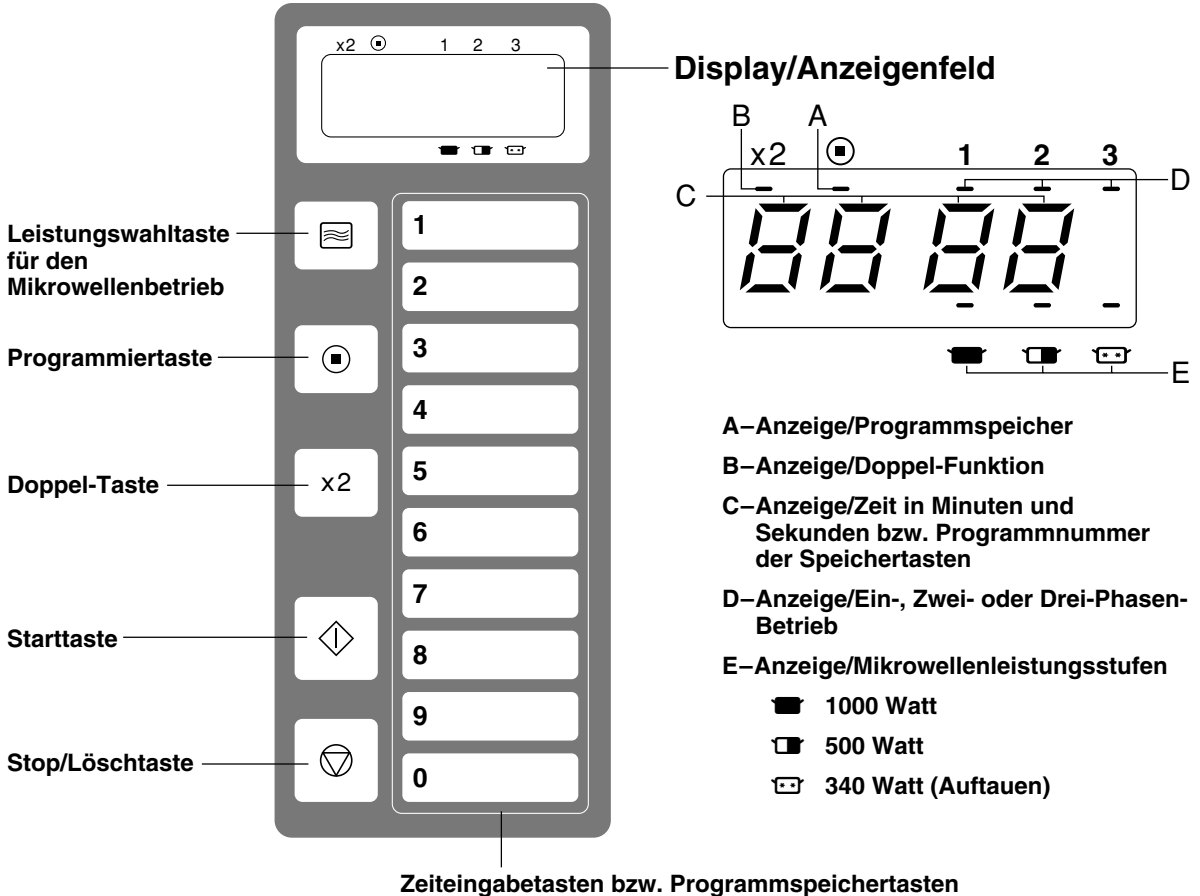 x2 1 2 3
Display/Anzeigenfeld
B A
x2 1 2 3
D
C
88 88
E
Leistungswahltaste
für den
Mikrowellenbetrieb
Programmiertaste
Doppel-Taste
x2
Starttaste
Stop/Löschtaste
1
2
3
4
5
6
7
8
9
0
A–Anzeige/Programmspeicher
B–Anzeige/Doppel-Funktion
C–Anzeige/Zeit in Minuten und
Sekunden bzw. Programmnummer
der Speichertasten
D–Anzeige/Ein-, Zwei- oder Drei-Phasen-
Betrieb
E–Anzeige/Mikrowellenleistungsstufen
1000 Watt
500 Watt
340 Watt (Auftauen)
Zeiteingabetasten bzw. Programmspeichertasten